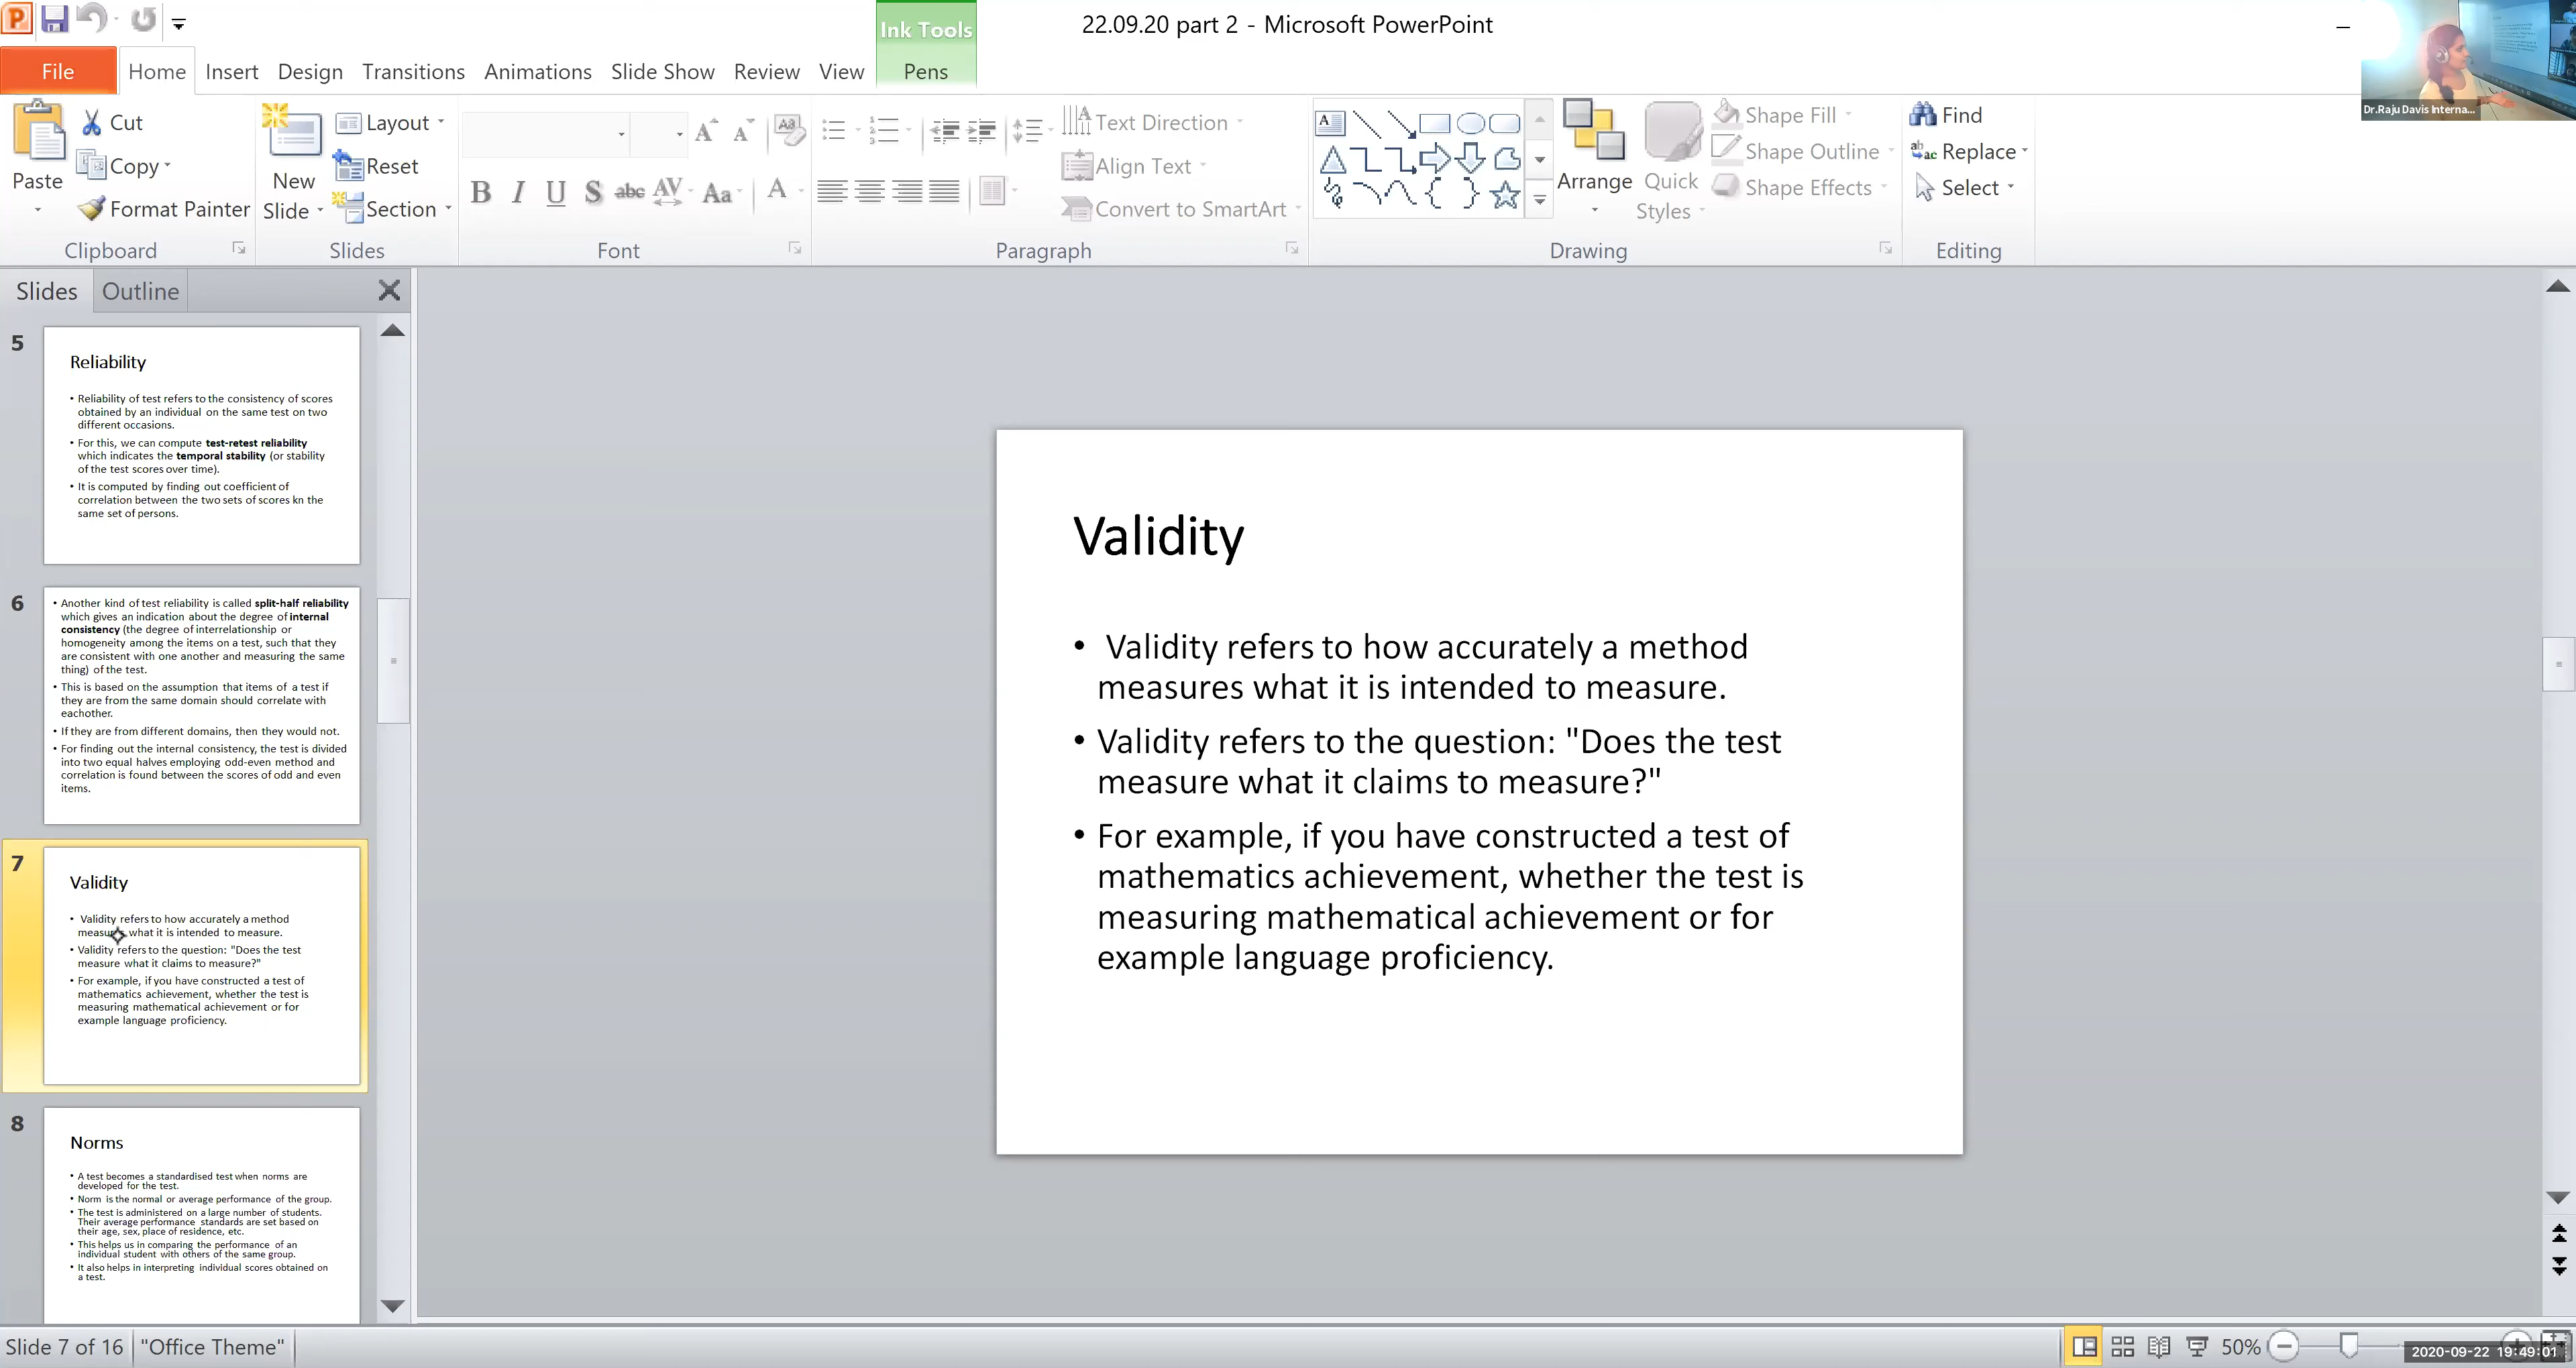 22.09.20 part 2 - Microsoft PowerPoint
Ink Tools
File
Home
Insert
Design
Transitions
Animations
Slide Show
Review
View
Pens
Paste
Cut
Copy
Format Painter
Clipboard
New
Slide
Layout
Reset
Section
Slides
Font
Text Direction
Align Text
Convert to SmartArt
Paragraph
Arrange
Quick
Styles
Shape Fill
Shape Outline
Shape Effects
Drawing
Find
Replace
Select
Editing
Dr.Raju Davis Interna...
Slides
Outline
5
Reliability
• Reliability of test refers to the consistency of scores
obtained by an individual on the same test on two
different occasions.
• For this, we can compute test-retest reliability
which indicates the temporal stability (or stability
of the test scores over time).
• It is computed by finding out coefficient of
correlation between the two sets of scores kn the
same set of persons.
6
• Another kind of test reliability is called split-half reliability
which gives an indication about the degree of internal
consistency (the degree of interrelationship or
homogeneity among the items on a test, such that they
are consistent with one another and measuring the same
thing) of the test.
• This is based on the assumption that items of a test if
they are from the same domain should correlate with
eachother.
• If they are from different domains, then they would not.
• For finding out the internal consistency, the test is divided
into two equal halves employing odd-even method and
correlation is found between the scores of odd and even
items.
7
Validity
• Validity refers to how accurately a method
measures what it is intended to measure.
• Validity refers to the question: "Does the test
measure what it claims to measure?"
• For example, if you have constructed a test of
mathematics achievement, whether the test is
measuring mathematical achievement or for
example language proficiency.
8
Norms
• A test becomes a standardised test when norms are
developed for the test.
• Norm is the normal or average performance of the group.
• The test is administered on a large number of students.
Their average performance standards are set based on
their age, sex, place of residence, etc.
• This helps us in comparing the performance of an
individual student with others of the same group.
• It also helps in interpreting individual scores obtained on
a test.
Validity
• Validity refers to how accurately a method
measures what it is intended to measure.
• Validity refers to the question: "Does the test
measure what it claims to measure?"
• For example, if you have constructed a test of
mathematics achievement, whether the test is
measuring mathematical achievement or for
example language proficiency.
Slide 7 of 16
"Office Theme"
50%
2020-09-22 19:49:01